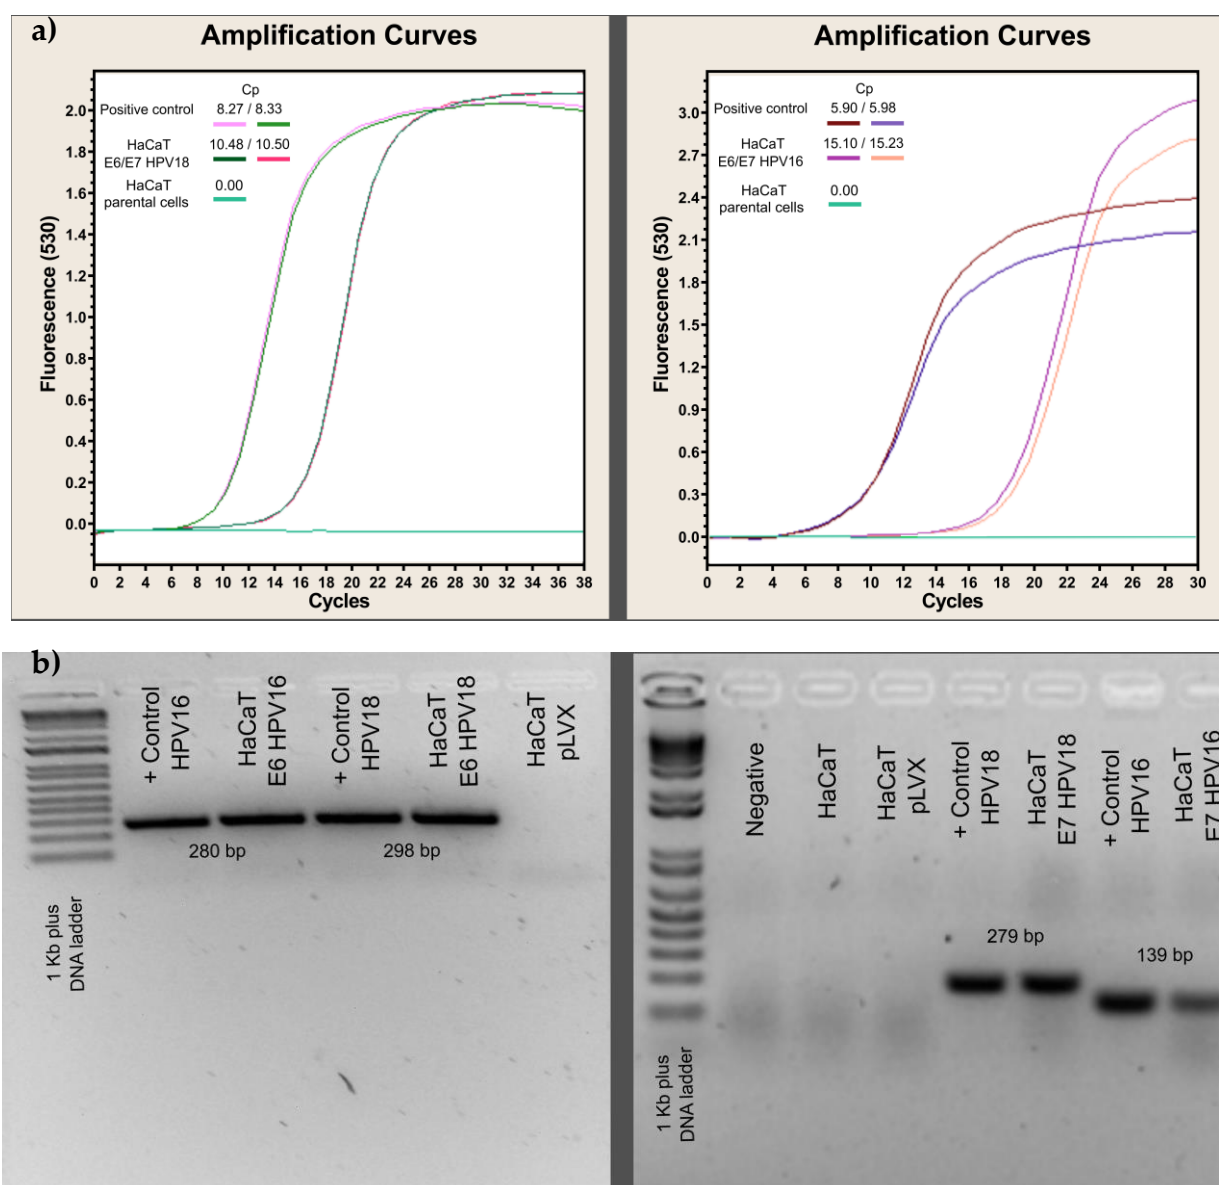 a)
Amplification Curves
Cp
Positive control 8.27 / 8.33
HaCaT 10.48 / 10.50
E6/E7 HPV18
HaCaT 0.00
parental cells
Fluorescence (530)
2.0
1.8
1.6
1.4
1.2
1.0
0.8
0.6
0.4
0.2
0.0
0 2 4 6 8 10 12 14 16 18 20 22 24 26 28 30 32 34 36 38
Cycles
Amplification Curves
Cp
Positive control 5.90 / 5.98
HaCaT 15.10 / 15.23
E6/E7 HPV16
HaCaT 0.00
parental cells
Fluorescence (530)
3.0
2.7
2.4
2.1
1.8
1.5
1.2
0.9
0.6
0.3
0.0
0 2 4 6 8 10 12 14 16 18 20 22 24 26 28 30
Cycles
b)
+ Control
HPV16
HaCaT
E6 HPV16
+ Control
HPV18
HaCaT
E6 HPV18
HaCaT
pLVX
280 bp
298 bp
1 Kb plus
DNA ladder
Negative
HaCaT
HaCaT
pLVX
+ Control
HPV18
HaCaT
E7 HPV18
+ Control
HPV16
HaCaT
E7 HPV16
279 bp
139 bp
1 Kb plus
DNA ladder